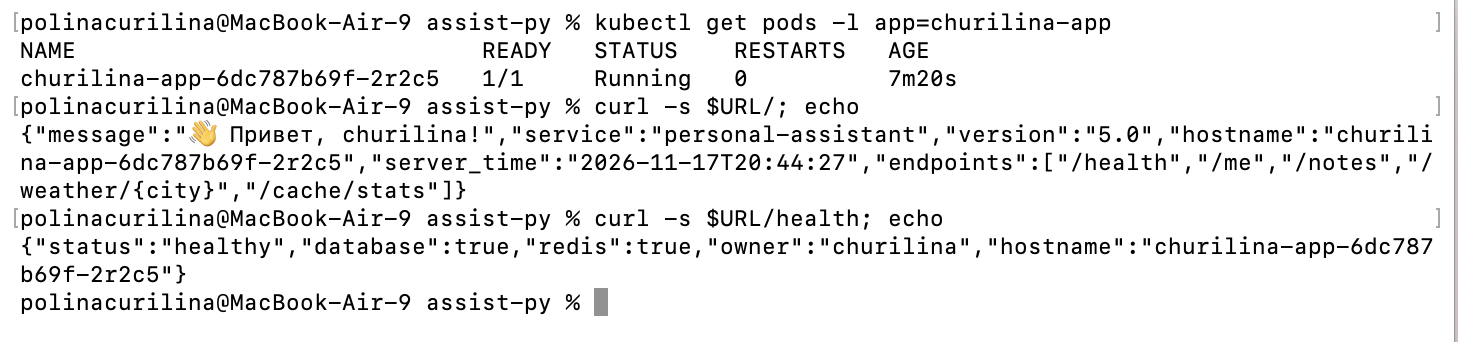 [polinacurilina@MacBook-Air-9 assist-py % kubectl get pods -l app=churilina-app ]
NAME READY STATUS RESTARTS AGE
churilina-app-6dc787b69f-2r2c5 1/1 Running 0 7m20s
[polinacurilina@MacBook-Air-9 assist-py % curl -s $URL/; echo ]
{"message":"👋 Привет, churilina!","service":"personal-assistant","version":"5.0","hostname":"churili
na-app-6dc787b69f-2r2c5","server_time":"2026-11-17T20:44:27","endpoints":["/health","/me","/notes","/
weather/{city}","/cache/stats"]}
[polinacurilina@MacBook-Air-9 assist-py % curl -s $URL/health; echo ]
{"status":"healthy","database":true,"redis":true,"owner":"churilina","hostname":"churilina-app-6dc787
b69f-2r2c5"}
polinacurilina@MacBook-Air-9 assist-py %